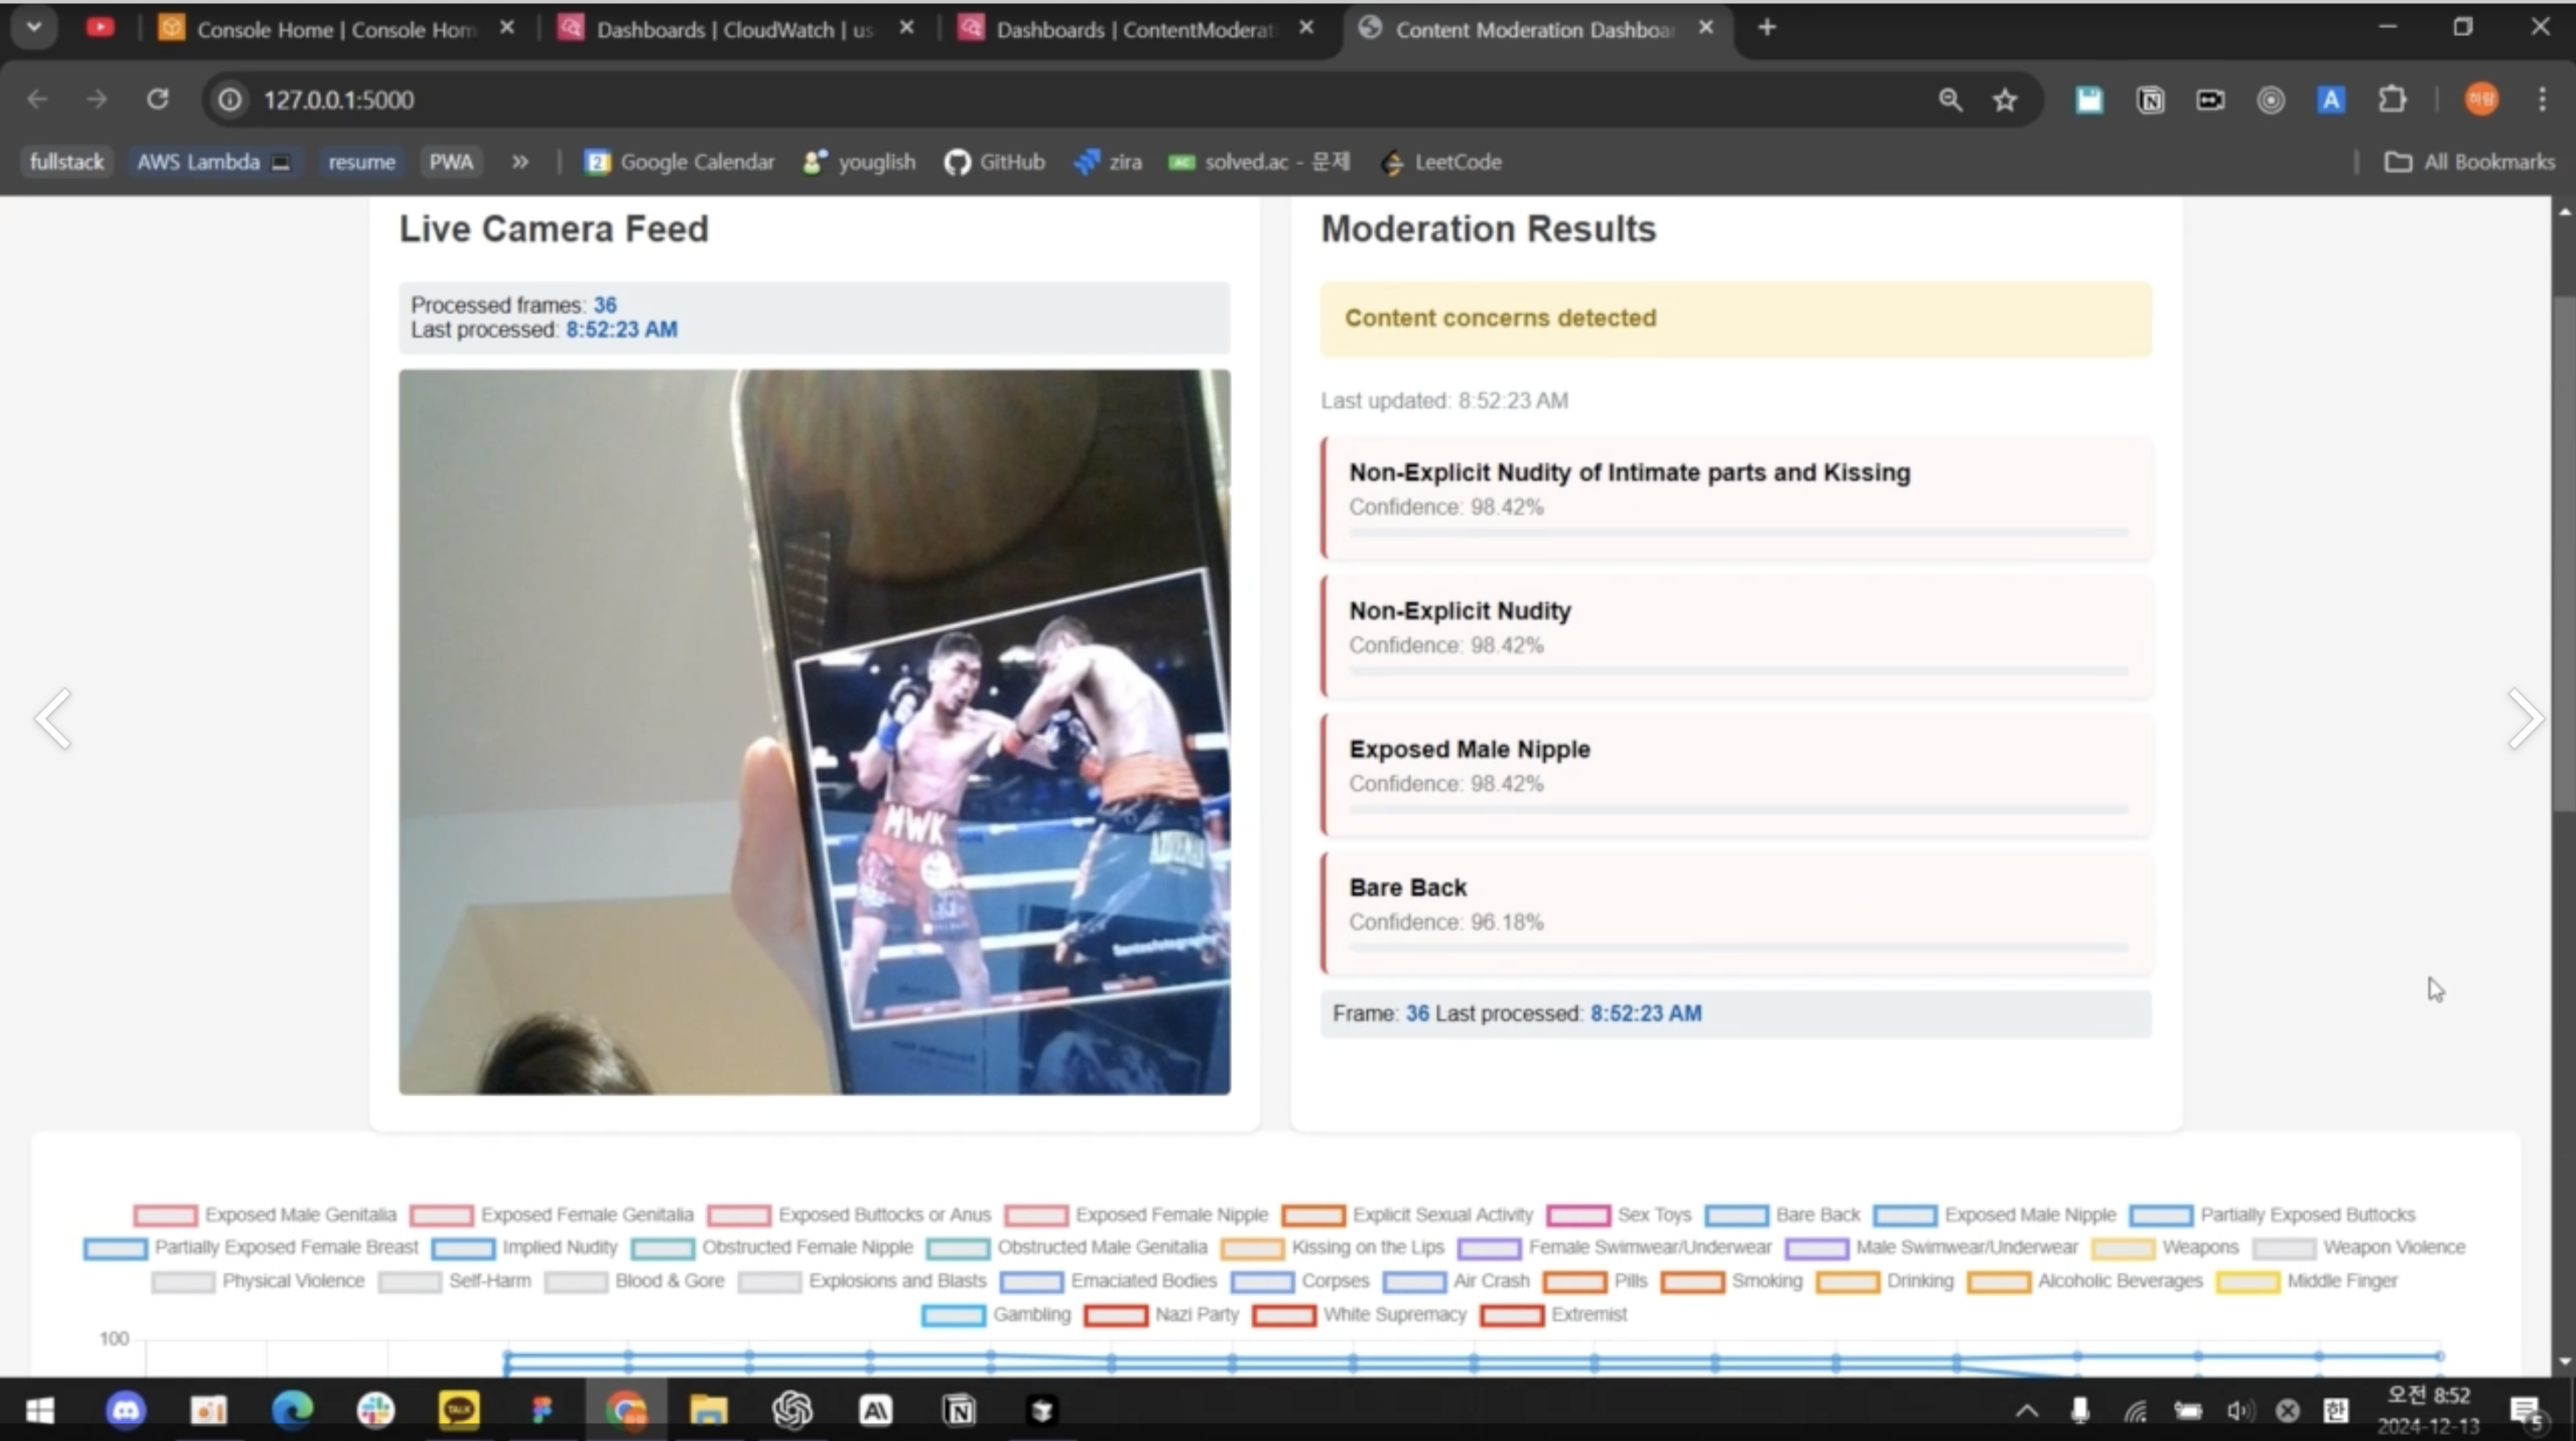 Console Home | Console Hom
Dashboards | CloudWatch | us-
Dashboards | ContentModerati
Content Moderation Dashboar
127.0.0.1:5000
하람
fullstack
AWS Lambda
resume
PWA
Google Calendar
youglish
GitHub
zira
solved.ac - 문제
LeetCode
All Bookmarks
Live Camera Feed
Processed frames: 36
Last processed: 8:52:23 AM
MWK
Moderation Results
Content concerns detected
Last updated: 8:52:23 AM
Non-Explicit Nudity of Intimate parts and Kissing
Confidence: 98.42%
Non-Explicit Nudity
Confidence: 98.42%
Exposed Male Nipple
Confidence: 98.42%
Bare Back
Confidence: 96.18%
Frame: 36 Last processed: 8:52:23 AM
Exposed Male Genitalia Exposed Female Genitalia Exposed Buttocks or Anus Exposed Female Nipple Explicit Sexual Activity Sex Toys Bare Back Exposed Male Nipple Partially Exposed Buttocks
Partially Exposed Female Breast Implied Nudity Obstructed Female Nipple Obstructed Male Genitalia Kissing on the Lips Female Swimwear/Underwear Male Swimwear/Underwear Weapons Weapon Violence
Physical Violence Self-Harm Blood & Gore Explosions and Blasts Emaciated Bodies Corpses Air Crash Pills Smoking Drinking Alcoholic Beverages Middle Finger
Gambling Nazi Party White Supremacy Extremist
100
TALK
한
오전 8:52
2024-12-13
5